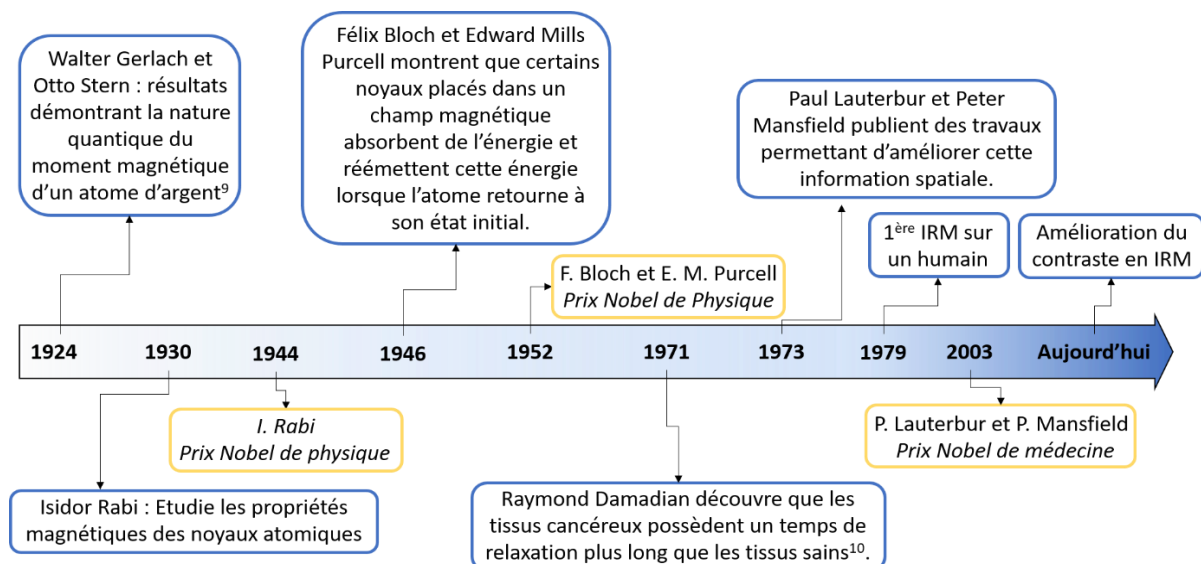 Walter Gerlach et
Otto Stern : résultats
démontrant la nature
quantique du
moment magnétique
d’un atome d’argent⁹
Félix Bloch et Edward Mills
Purcell montrent que certains
noyaux placés dans un
champ magnétique
absorbent de l’énergie et
réémettent cette énergie
lorsque l’atome retourne à
son état initial.
Paul Lauterbur et Peter
Mansfield publient des travaux
permettant d’améliorer cette
information spatiale.
1ère IRM sur
un humain
Amélioration du
contraste en IRM
F. Bloch et E. M. Purcell
Prix Nobel de Physique
1924 1930 1944 1946 1952 1971 1973 1979 2003 Aujourd’hui
I. Rabi
Prix Nobel de physique
P. Lauterbur et P. Mansfield
Prix Nobel de médecine
Isidor Rabi : Etudie les propriétés
magnétiques des noyaux atomiques
Raymond Damadian découvre que les
tissus cancéreux possèdent un temps de
relaxation plus long que les tissus sains¹⁰.